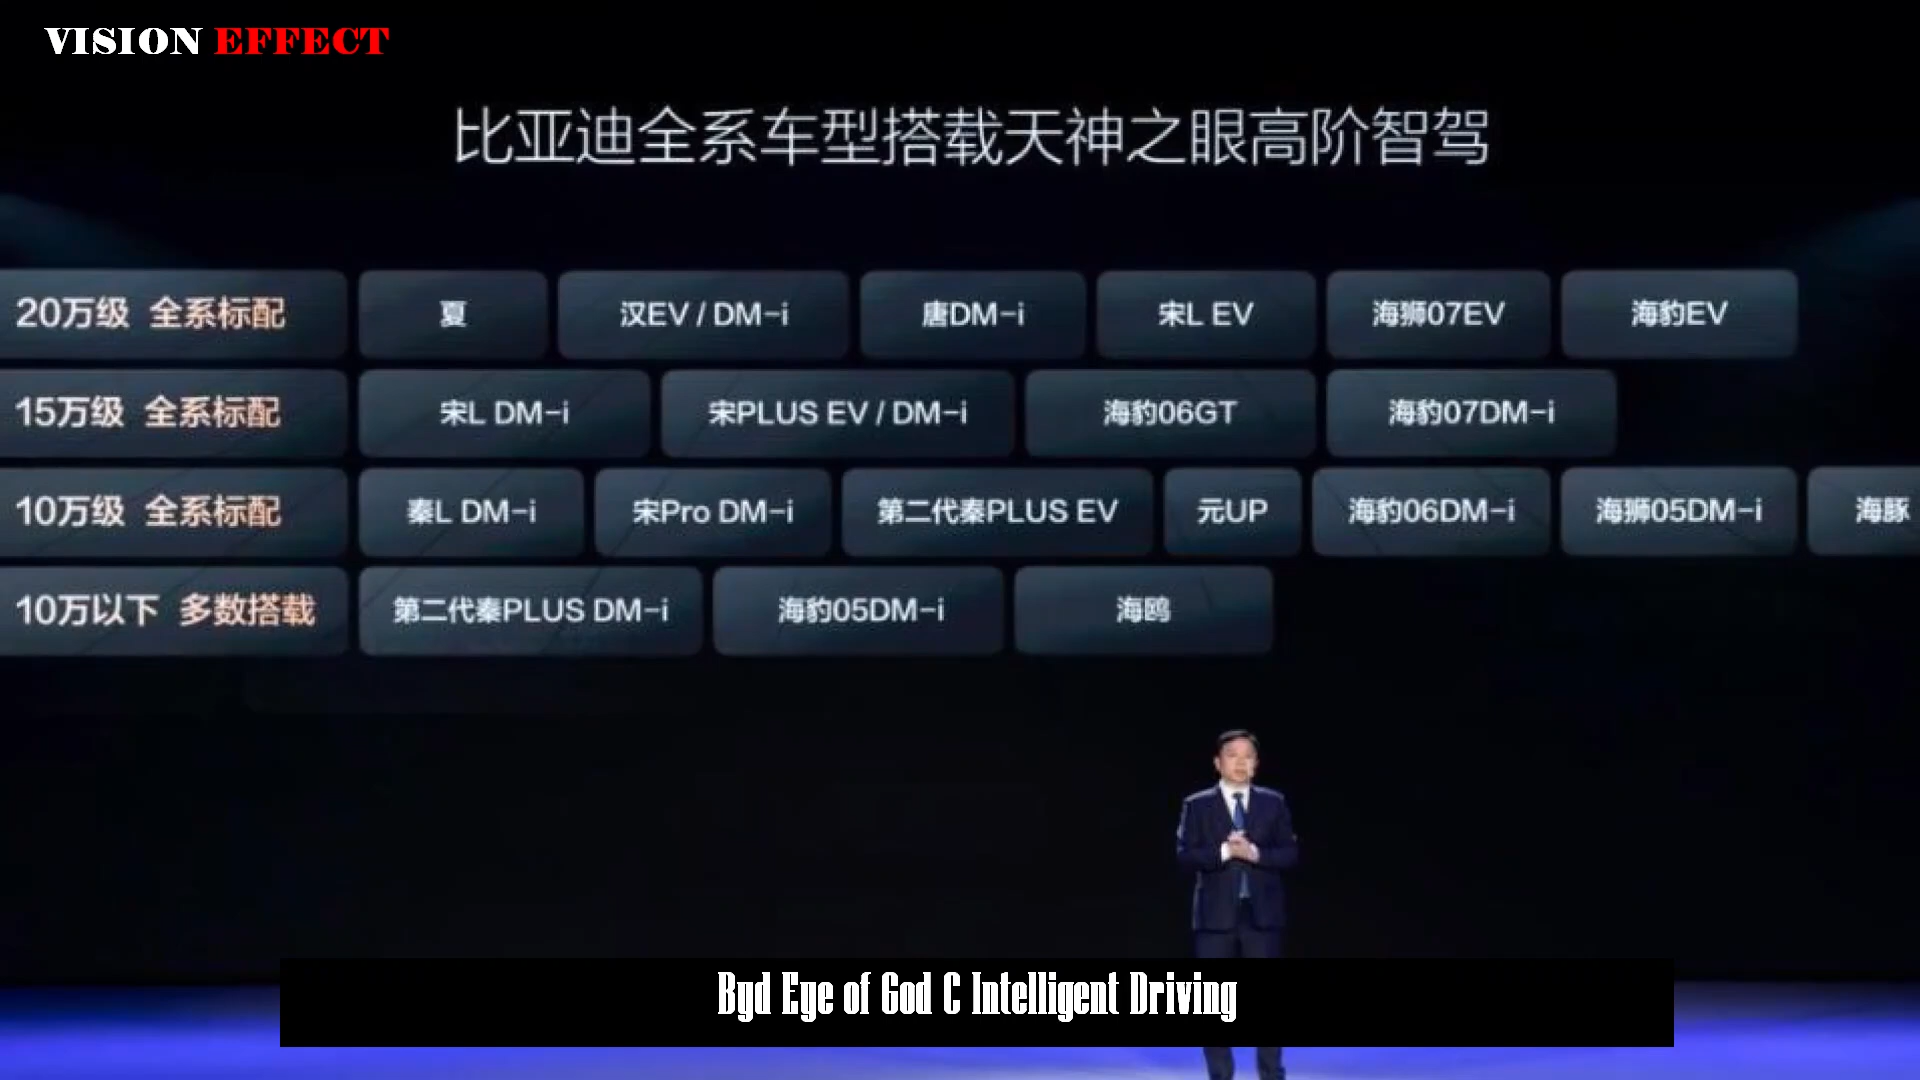 VISION EFFECT
比亚迪全系车型搭载天神之眼高阶智驾
20万级 全系标配 夏 汉EV / DM-i 唐DM-i 宋L EV 海狮07EV 海豹EV
15万级 全系标配 宋L DM-i 宋PLUS EV / DM-i 海豹06GT 海豹07DM-i
10万级 全系标配 秦L DM-i 宋Pro DM-i 第二代秦PLUS EV 元UP 海豹06DM-i 海狮05DM-i 海豚
10万以下 多数搭载 第二代秦PLUS DM-i 海豹05DM-i 海鸥
Byd Eye of God C Intelligent Driving